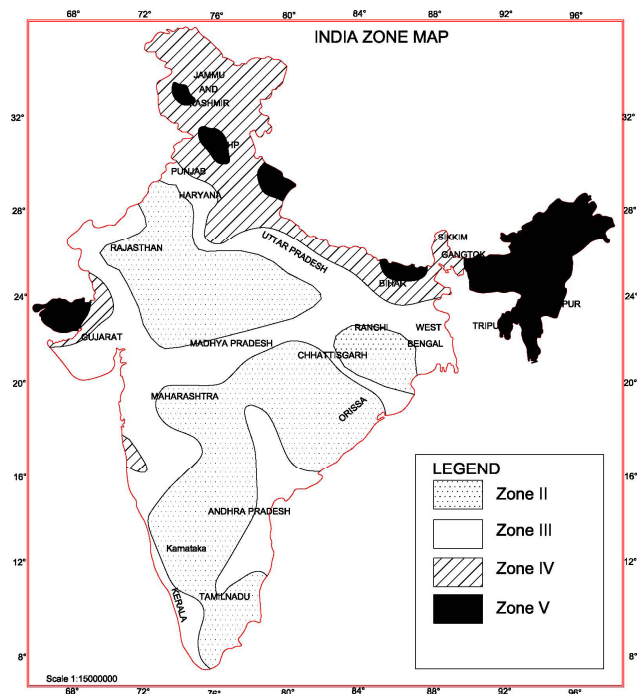 68° 72° 76° 80° 84° 88° 92° 96°
INDIA ZONE MAP
JAMMU
AND
KASHMIR
32° 32°
HP
PUNJAB
HARYANA
28° 28°
SIKKIM
UTTAR PRADESH
RAJASTHAN
GANGTOK
BIHAR
24° 24°
PUR
RANCHI WEST TRIPU
GUJARAT
MADHYA PRADESH BENGAL
CHHATTISGARH
20° 20°
MAHARASHTRA
ORISSA
16° 16°
LEGEND
Zone II
ANDHRA PRADESH
Zone III
Karnataka
12° 12°
Zone IV
TAMILNADU
KERALA
Zone V
8° 8°
Scale 1:15000000
68° 72° 76° 80° 84° 88° 92° 96°